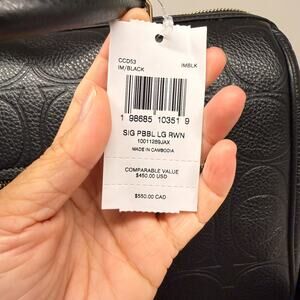 CCD53
IM/BLACK IMBLK
1 98685 10351 9
SIG PBBL LG RWN
10011289JAX
MADE IN CAMBODIA
COMPARABLE VALUE
$450.00 USD
$550.00 CAD